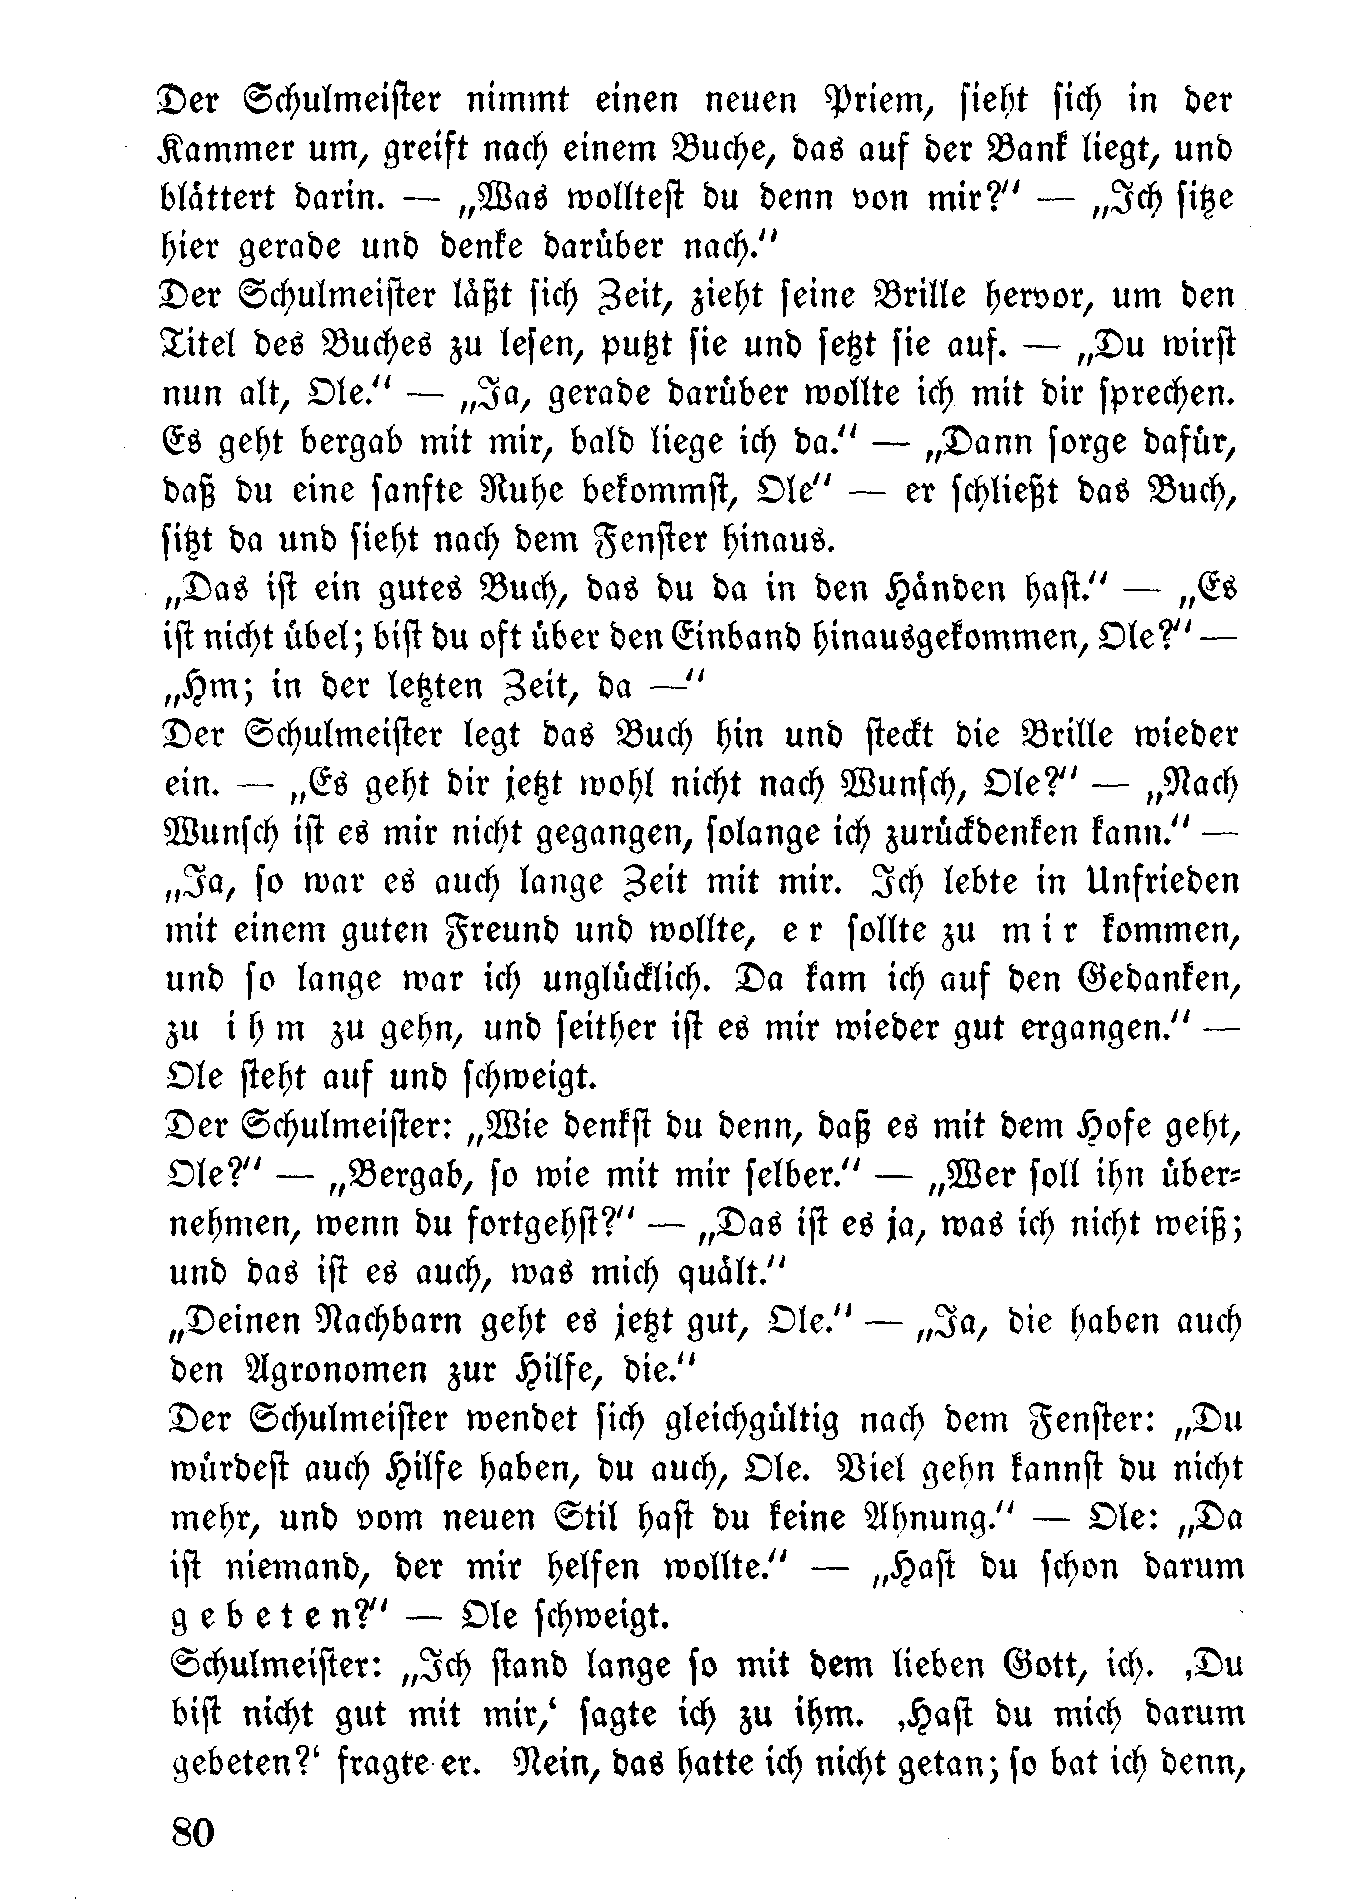 Der Schulmeister nimmt einen neuen Priem, sieht sich in der
Kammer um, greift nach einem Buche, das auf der Bank liegt, und
blättert darin. — „Was wolltest du denn von mir?“ — „Ich sitze
hier gerade und denke darüber nach.“
Der Schulmeister läßt sich Zeit, zieht seine Brille hervor, um den
Titel des Buches zu lesen, putzt sie und setzt sie auf. — „Du wirst
nun alt, Ole.“ — „Ja, gerade darüber wollte ich mit dir sprechen.
Es geht bergab mit mir, bald liege ich da.“ — „Dann sorge dafür,
daß du eine sanfte Ruhe bekommst, Ole“ — er schließt das Buch,
sitzt da und sieht nach dem Fenster hinaus.
„Das ist ein gutes Buch, das du da in den Händen hast.“ — „Es
ist nicht übel; bist du oft über den Einband hinausgekommen, Ole?“ —
„Hm; in der letzten Zeit, da —“
Der Schulmeister legt das Buch hin und steckt die Brille wieder
ein. — „Es geht dir jetzt wohl nicht nach Wunsch, Ole?“ — „Nach
Wunsch ist es mir nicht gegangen, solange ich zurückdenken kann.“ —
„Ja, so war es auch lange Zeit mit mir. Ich lebte in Unfrieden
mit einem guten Freund und wollte, e r sollte zu m i r kommen,
und so lange war ich unglücklich. Da kam ich auf den Gedanken,
zu i h m zu gehn, und seither ist es mir wieder gut ergangen.“ —
Ole steht auf und schweigt.
Der Schulmeister: „Wie denkst du denn, daß es mit dem Hofe geht,
Ole?“ — „Bergab, so wie mit mir selber.“ — „Wer soll ihn über-
nehmen, wenn du fortgehst?“ — „Das ist es ja, was ich nicht weiß;
und das ist es auch, was mich quält.“
„Deinen Nachbarn geht es jetzt gut, Ole.“ — „Ja, die haben auch
den Agronomen zur Hilfe, die.“
Der Schulmeister wendet sich gleichgültig nach dem Fenster: „Du
würdest auch Hilfe haben, du auch, Ole. Viel gehn kannst du nicht
mehr, und vom neuen Stil hast du keine Ahnung.“ — Ole: „Da
ist niemand, der mir helfen wollte.“ — „Hast du schon darum
g e b e t e n?“ — Ole schweigt.
Schulmeister: „Ich stand lange so mit dem lieben Gott, ich. ‚Du
bist nicht gut mit mir,‘ sagte ich zu ihm. ‚Hast du mich darum
gebeten?‘ fragte er. Nein, das hatte ich nicht getan; so bat ich denn,
80